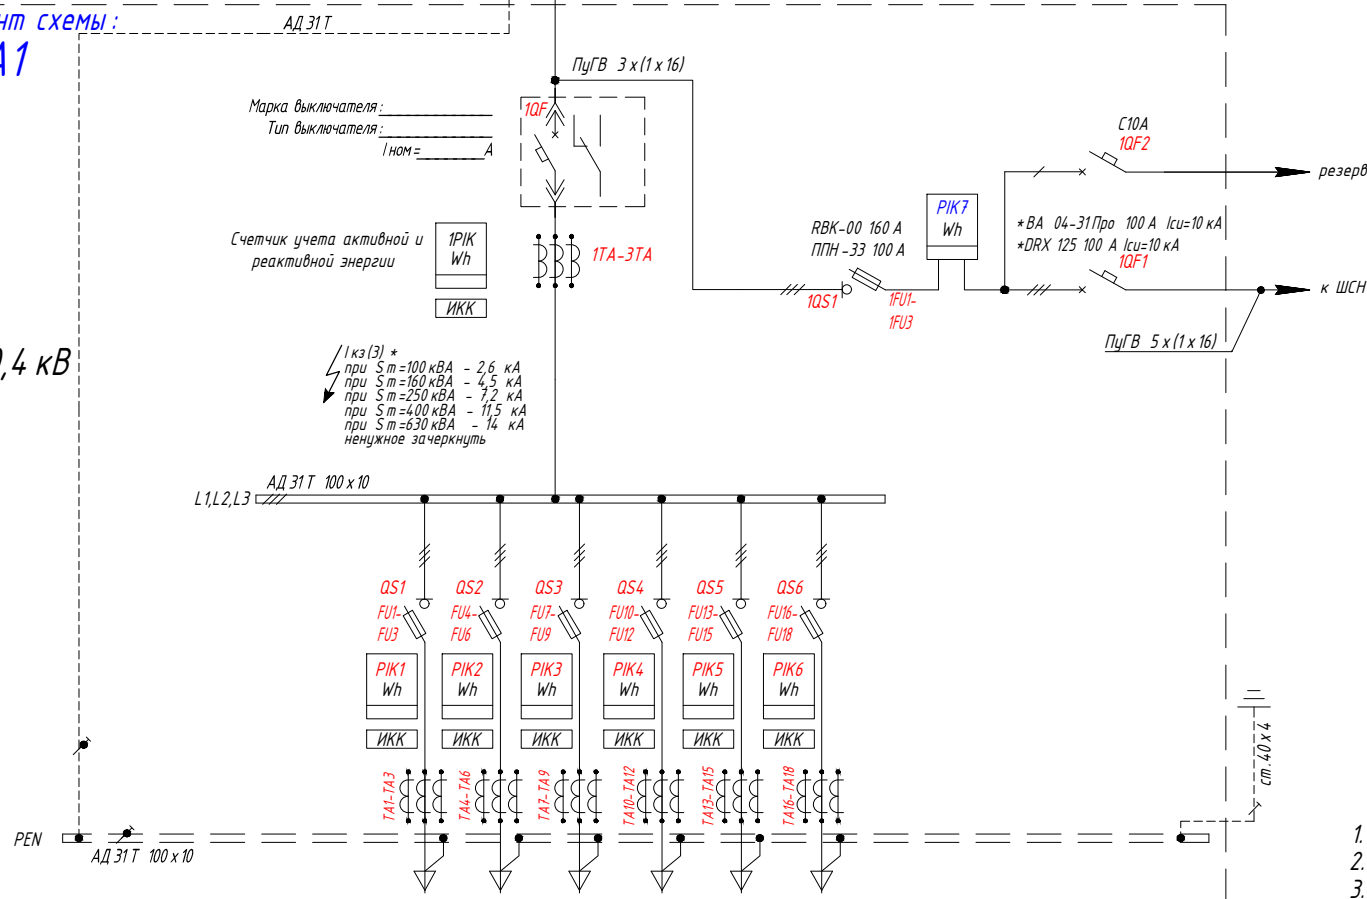 нт схемы:
А1
АД 31Т
ПуГВ 3 х (1 х 16)
Марка выключателя:
Тип выключателя:
I ном = А
1QF
С10А
1QF2
резерв
Счетчик учета активной и
реактивной энергии
1PIK
Wh
ИКК
1TA-3TA
RBK-00 160 А
ППН-33 100 А
PIK7
Wh
*ВА 04-31Про 100 А Icu=10 кА
*DRX 125 100 А Icu=10 кА
1QF1
1QS1
1FU1-
1FU3
к ШСН
ПуГВ 5 х (1 х 16)
0,4 кВ
I кз (3) *
при Sт=100 кВА - 2,6 кА
при Sт=160 кВА - 4,5 кА
при Sт=250 кВА - 7,2 кА
при Sт=400 кВА - 11,5 кА
при Sт=630 кВА - 14 кА
ненужное зачеркнуть
АД 31Т 100 х 10
L1,L2,L3
QS1 QS2 QS3 QS4 QS5 QS6
FU1- FU4- FU7- FU10- FU13- FU16-
FU3 FU6 FU9 FU12 FU15 FU18
PIK1 PIK2 PIK3 PIK4 PIK5 PIK6
Wh Wh Wh Wh Wh Wh
ИКК ИКК ИКК ИКК ИКК ИКК
TA1-TA3 TA4-TA6 TA7-TA9 TA10-TA12 TA13-TA15 TA16-TA18
ст.40 х 4
PEN
АД 31Т 100 х 10
1.
2.
3.